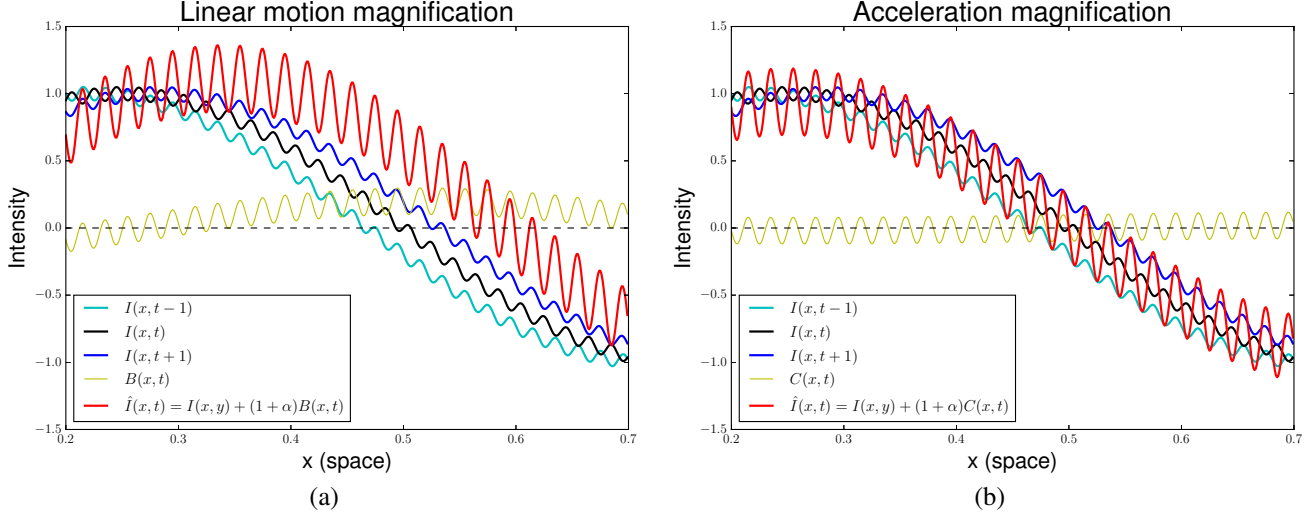 Linear motion magnification
1.5
1.0
0.5
0.0
−0.5
−1.0
−1.5
Intensity
I(x, t − 1)
I(x, t)
I(x, t + 1)
B(x, t)
Î(x, t) = I(x, y) + (1 + α)B(x, t)
0.2 0.3 0.4 0.5 0.6 0.7
x (space)
(a)
Acceleration magnification
1.5
1.0
0.5
0.0
−0.5
−1.0
−1.5
Intensity
I(x, t − 1)
I(x, t)
I(x, t + 1)
C(x, t)
Î(x, t) = I(x, y) + (1 + α)C(x, t)
0.2 0.3 0.4 0.5 0.6 0.7
x (space)
(b)